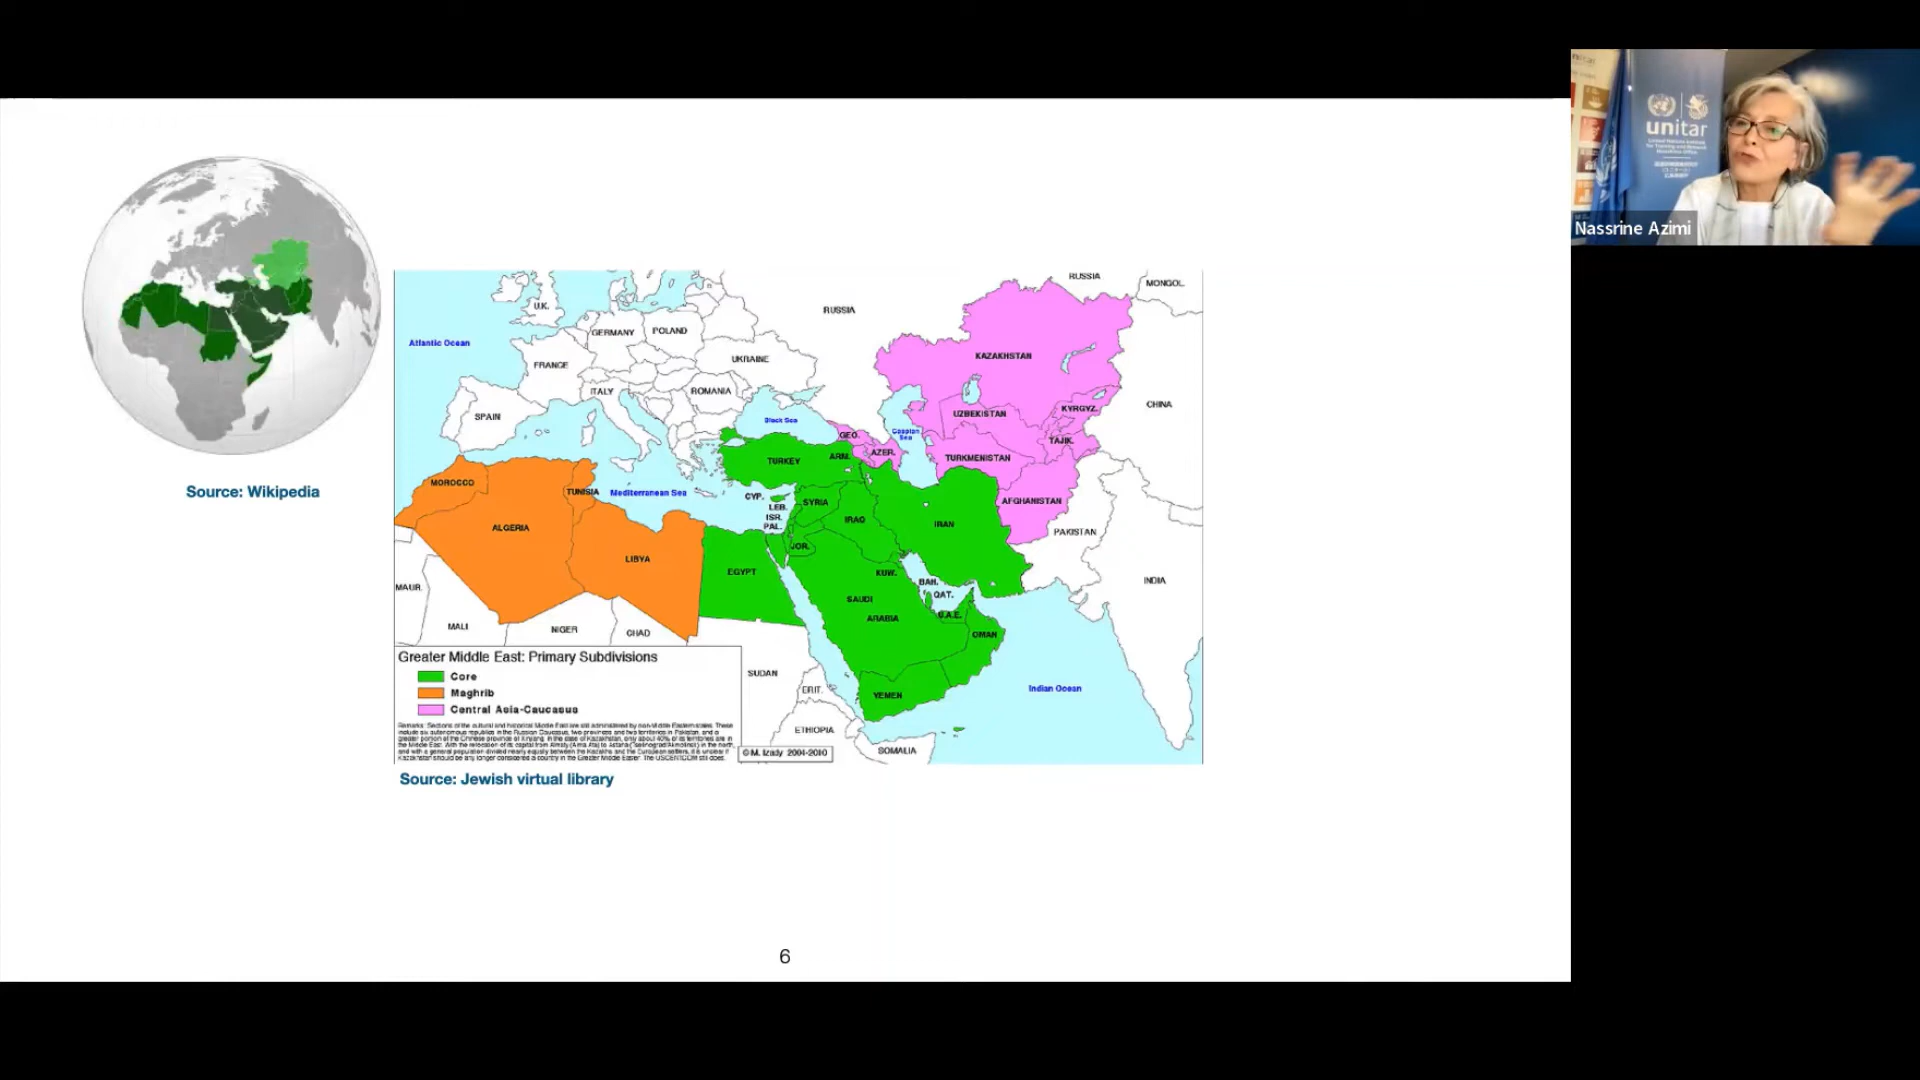 unitar
Nassrine Azimi
Source: Wikipedia
RUSSIA
MONGOL.
U.K.
RUSSIA
GERMANY
POLAND
Atlantic Ocean
KAZAKHSTAN
FRANCE
UKRAINE
ITALY
ROMANIA
CHINA
SPAIN
Black Sea
UZBEKISTAN
KYRGYZ.
Caspian
Sea
GEO.
TAJIK.
AZER.
ARM.
TURKEY
TURKMENISTAN
MOROCCO
TUNISIA
Mediterranean Sea
CYP.
SYRIA
AFGHANISTAN
LEB.
ISR.
PAL.
IRAQ
IRAN
ALGERIA
PAKISTAN
JOR.
LIBYA
EGYPT
KUW.
BAH.
INDIA
MAUR.
QAT.
SAUDI
ARABIA
U.A.E.
MALI
NIGER
CHAD
OMAN
Greater Middle East: Primary Subdivisions
Core
Maghrib
Central Asia-Caucasus
SUDAN
ERIT.
YEMEN
Indian Ocean
ETHIOPIA
SOMALIA
© M. Izady 2004-2010
Source: Jewish virtual library
6